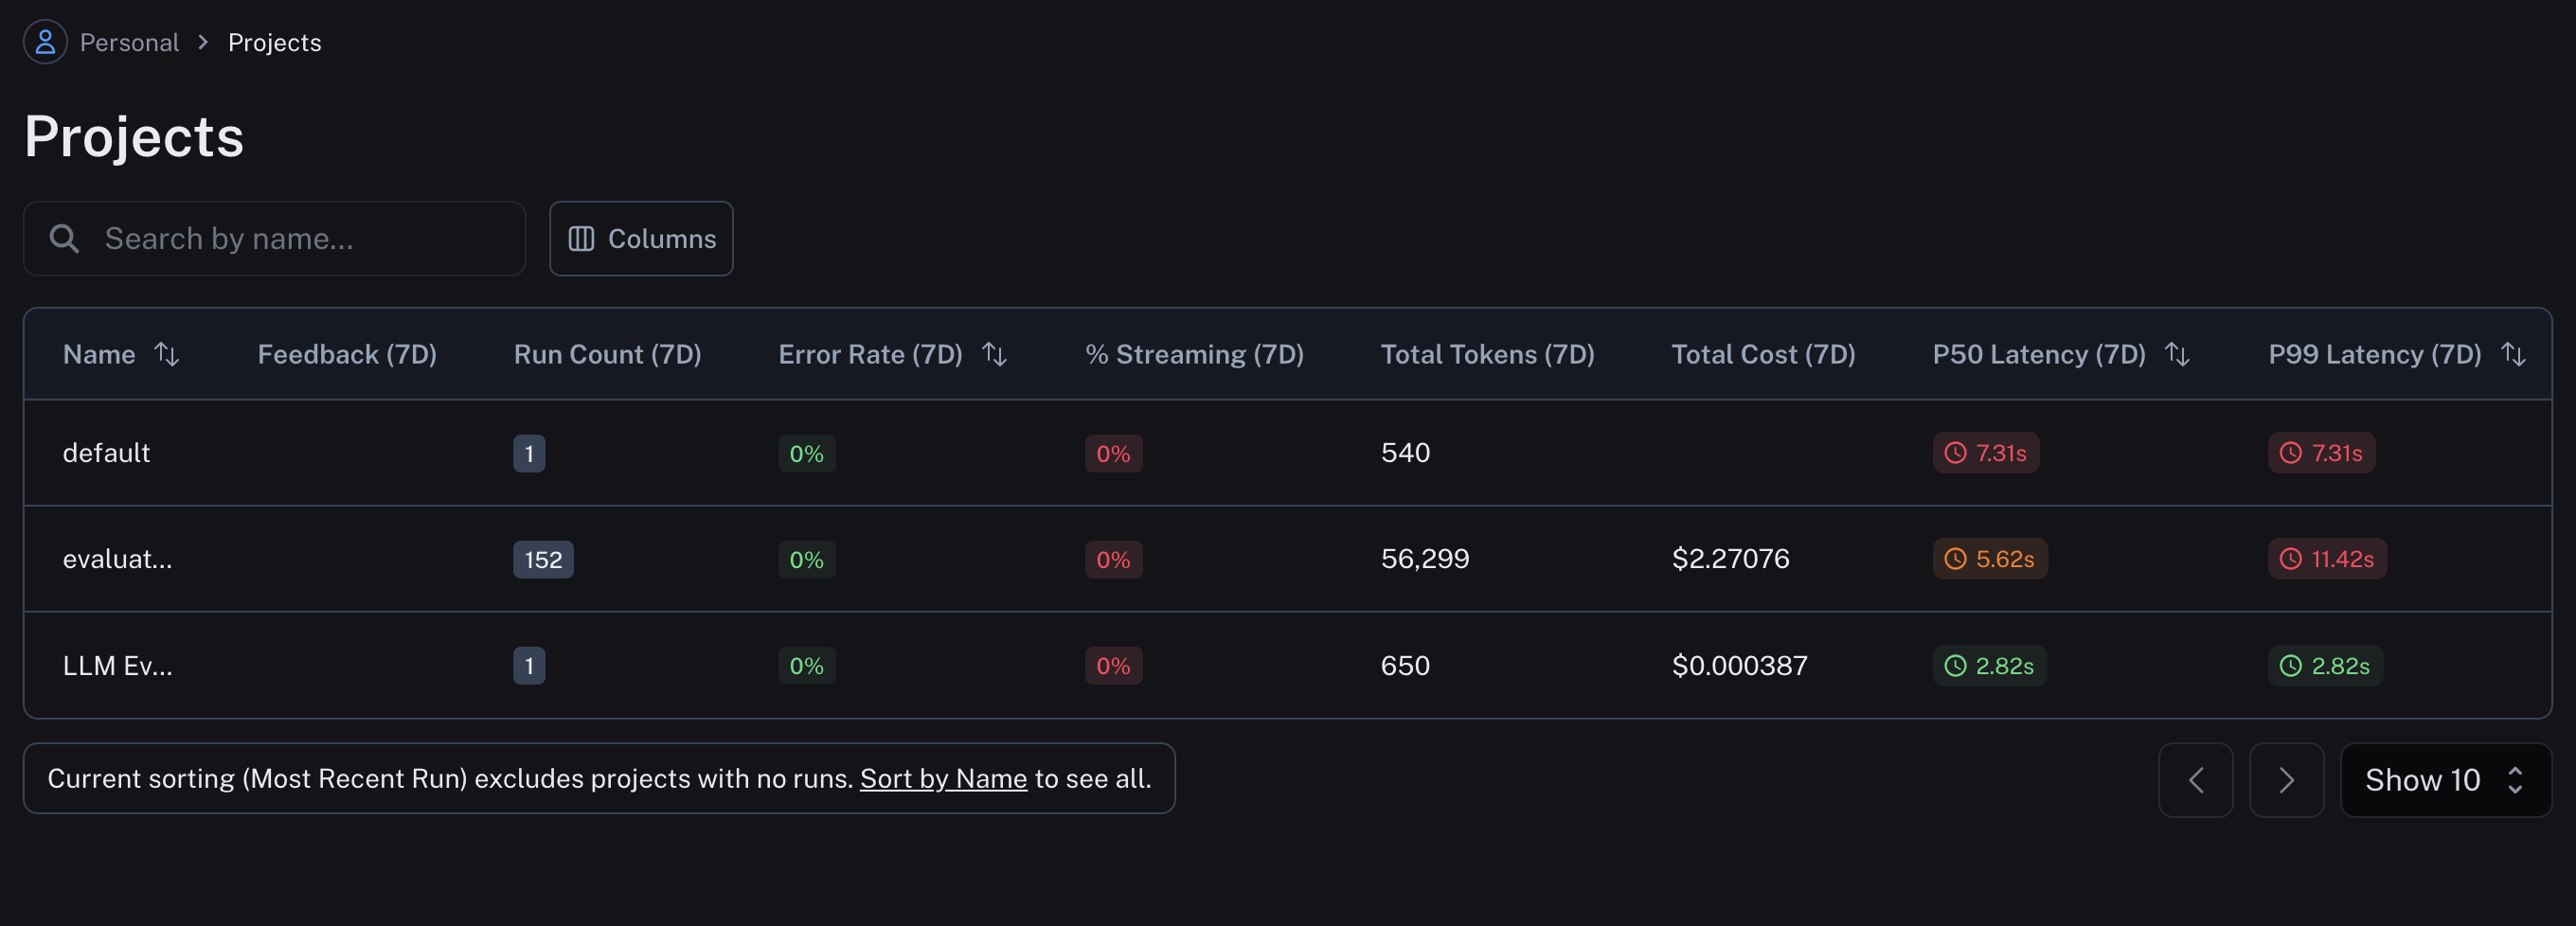 Personal > Projects
Projects
Search by name...
Columns
Name Feedback (7D) Run Count (7D) Error Rate (7D) % Streaming (7D) Total Tokens (7D) Total Cost (7D) P50 Latency (7D) P99 Latency (7D)
default 1 0% 0% 540 7.31s 7.31s
evaluat... 152 0% 0% 56,299 $2.27076 5.62s 11.42s
LLM Ev... 1 0% 0% 650 $0.000387 2.82s 2.82s
Current sorting (Most Recent Run) excludes projects with no runs. Sort by Name to see all.
Show 10